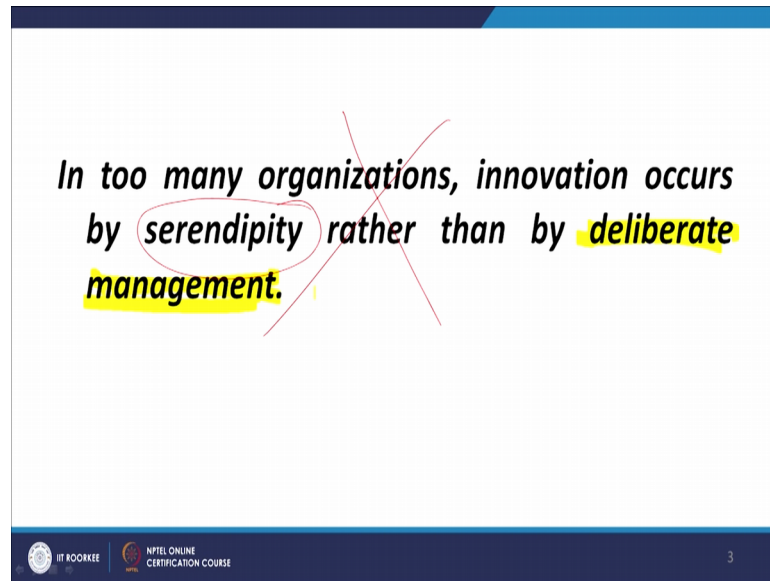 In too many organizations, innovation occurs
by serendipity rather than by deliberate
management.
IIT ROORKEE
NPTEL ONLINE
CERTIFICATION COURSE
3